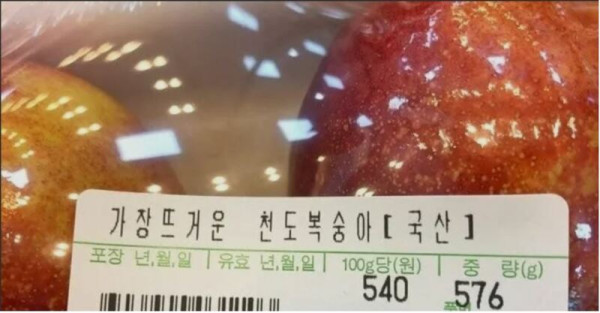 가장뜨거운 천도복숭아[국산]
포장 년,월,일 유효 년,월,일 100g당(원) 중 량(g)
540 576